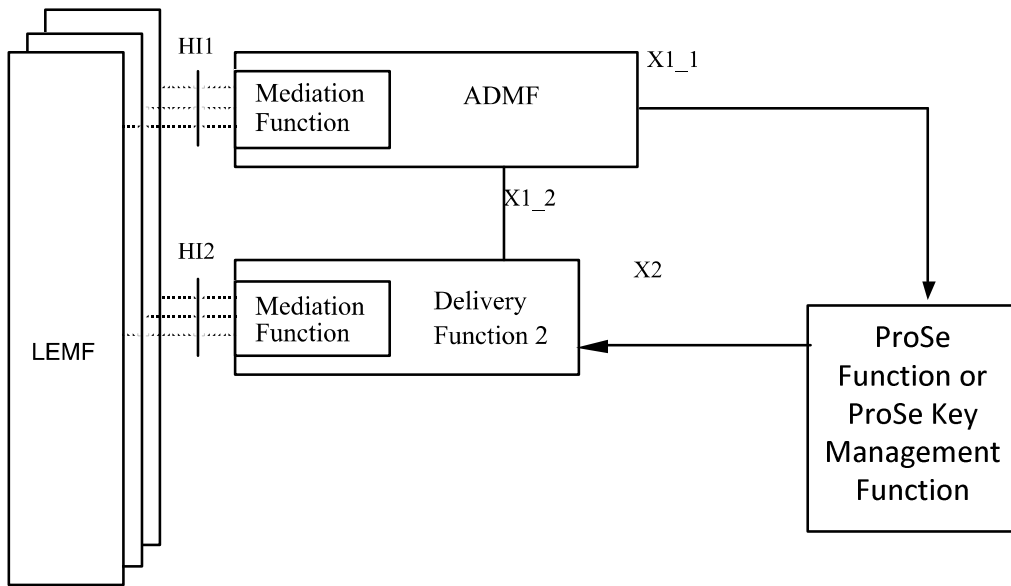 HI1
Mediation
Function
ADMF
X1_1
X1_2
HI2
Mediation
Function
Delivery
Function 2
X2
LEMF
ProSe
Function or
ProSe Key
Management
Function